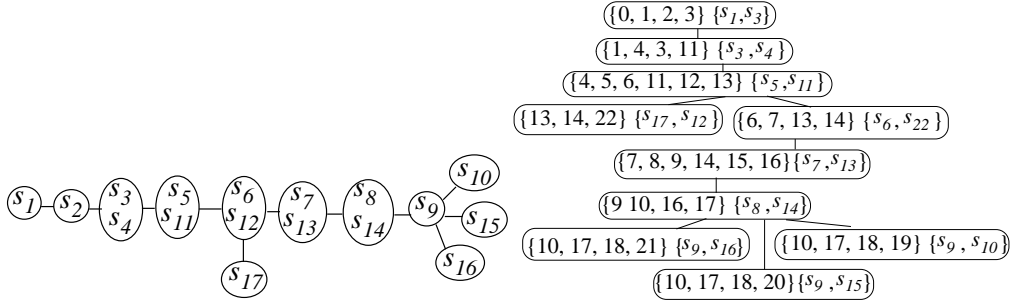 {0, 1, 2, 3} {s1,s3}
{1, 4, 3, 11} {s3 ,s4 }
{4, 5, 6, 11, 12, 13} {s5 ,s11}
{13, 14, 22} {s17 ,s12 }
{6, 7, 13, 14} {s6 ,s22 }
{7, 8, 9, 14, 15, 16}{s7 ,s13}
{9 10, 16, 17} {s8 ,s14}
{10, 17, 18, 21} {s9 ,s16}
{10, 17, 18, 19} {s9 , s10}
{10, 17, 18, 20}{s9 ,s15}
s1
s2
s3
s4
s5
s11
s6
s12
s17
s7
s13
s8
s14
s9
s10
s15
s16